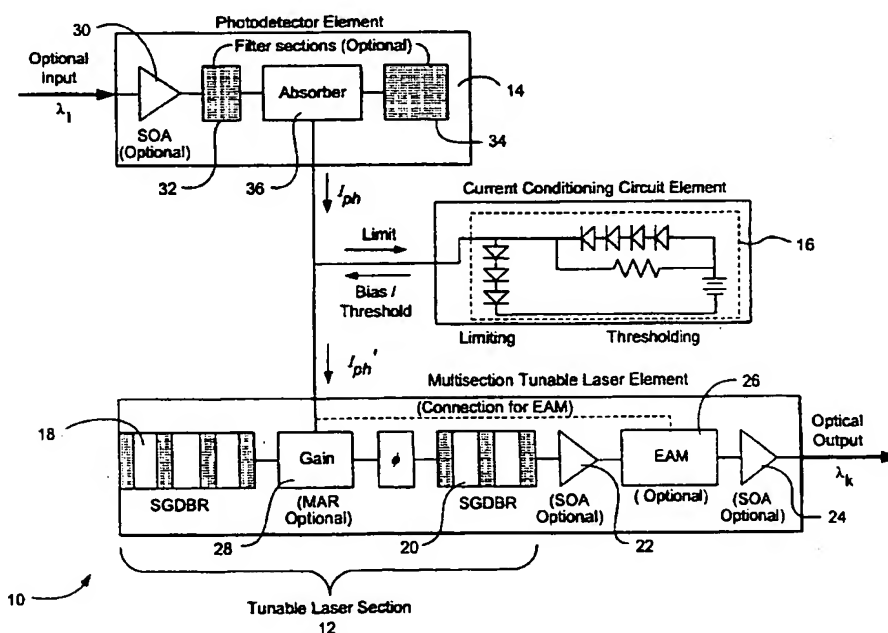 Photodetector Element
30
Filter sections (Optional)
Optional
Input
λi
Absorber
14
SOA
(Optional)
32
36
34
Iph
Current Conditioning Circuit Element
Limit
16
Bias /
Threshold
Limiting
Thresholding
Iph'
Multisection Tunable Laser Element
26
(Connection for EAM)
18
Optical
Output
λk
Gain
ϕ
EAM
SGDBR
(MAR
Optional)
SGDBR
(SOA
Optional)
( Optional)
(SOA
Optional)
28
20
22
24
10
Tunable Laser Section
12